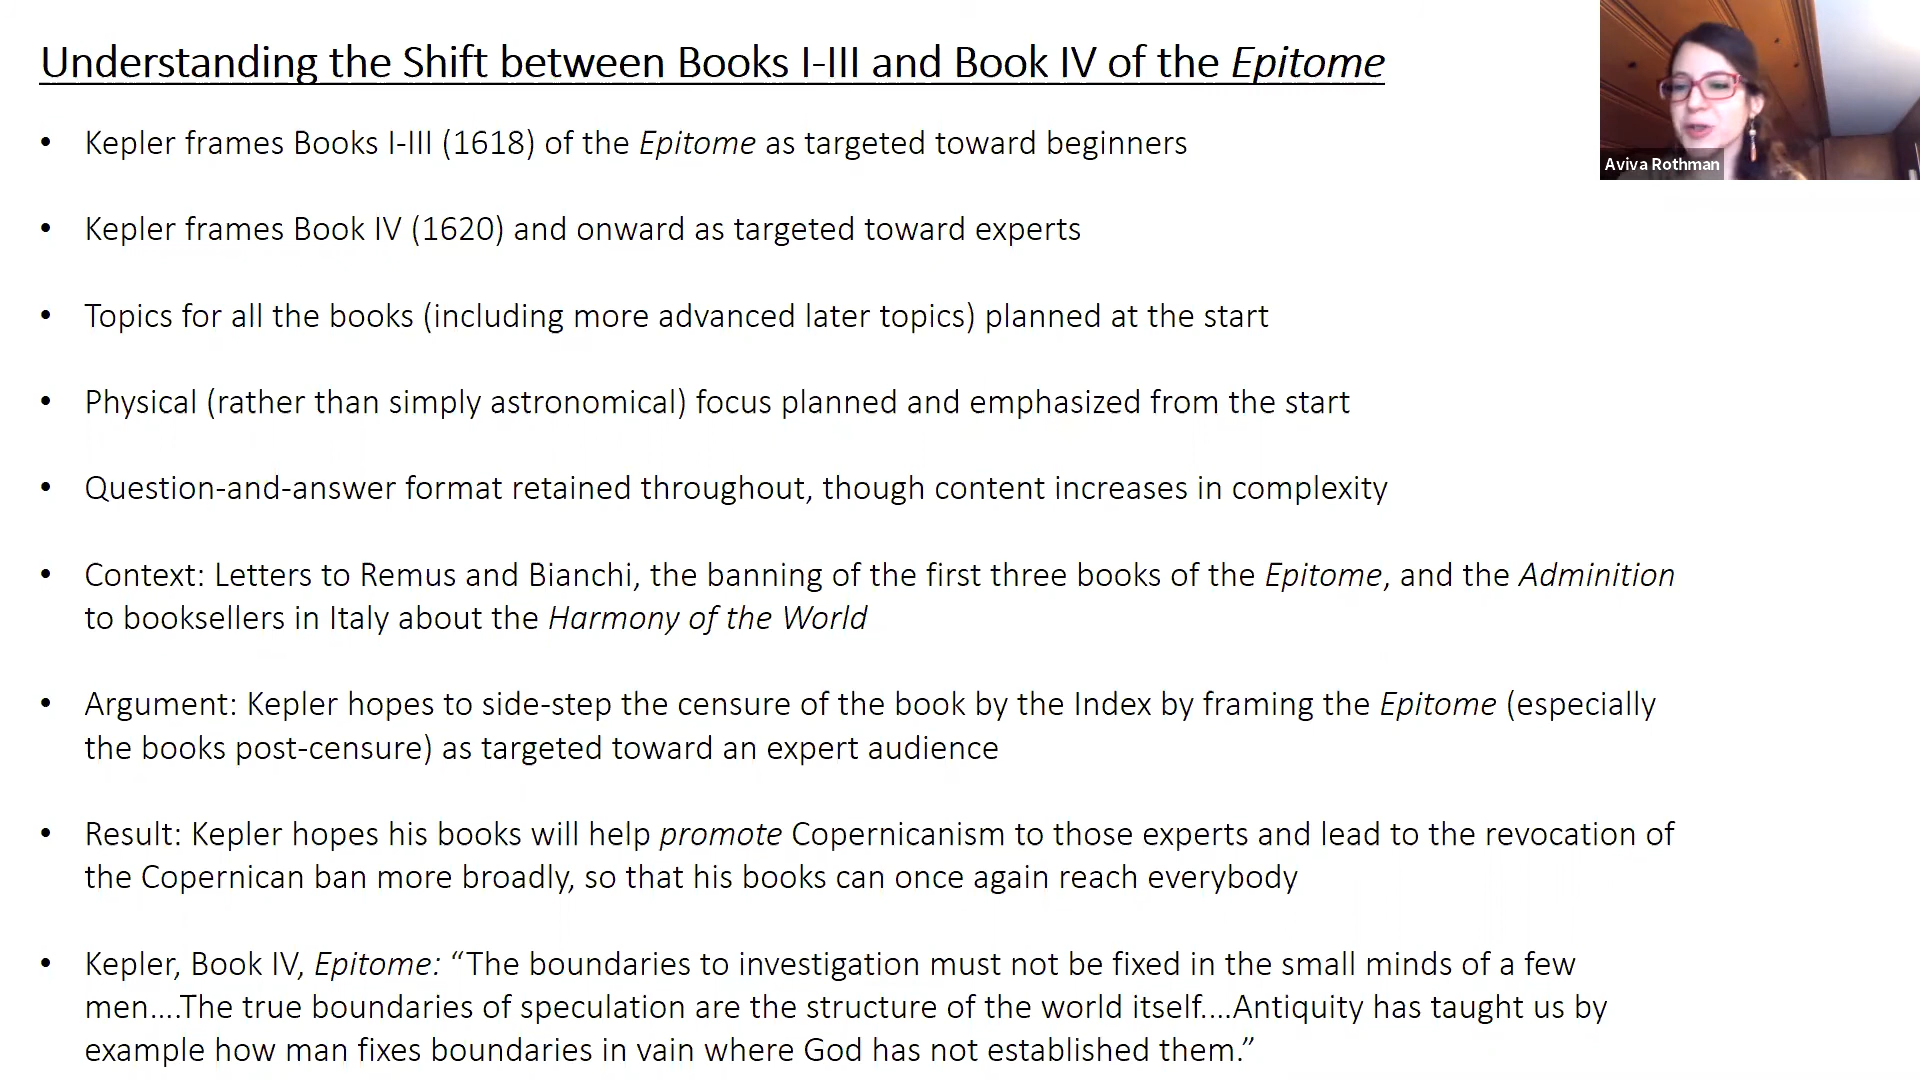 Understanding the Shift between Books I-III and Book IV of the Epitome
Aviva Rothman
• Kepler frames Books I-III (1618) of the Epitome as targeted toward beginners
• Kepler frames Book IV (1620) and onward as targeted toward experts
• Topics for all the books (including more advanced later topics) planned at the start
• Physical (rather than simply astronomical) focus planned and emphasized from the start
• Question-and-answer format retained throughout, though content increases in complexity
• Context: Letters to Remus and Bianchi, the banning of the first three books of the Epitome, and the Adminition
to booksellers in Italy about the Harmony of the World
• Argument: Kepler hopes to side-step the censure of the book by the Index by framing the Epitome (especially
the books post-censure) as targeted toward an expert audience
• Result: Kepler hopes his books will help promote Copernicanism to those experts and lead to the revocation of
the Copernican ban more broadly, so that his books can once again reach everybody
• Kepler, Book IV, Epitome: “The boundaries to investigation must not be fixed in the small minds of a few
men....The true boundaries of speculation are the structure of the world itself....Antiquity has taught us by
example how man fixes boundaries in vain where God has not established them.”